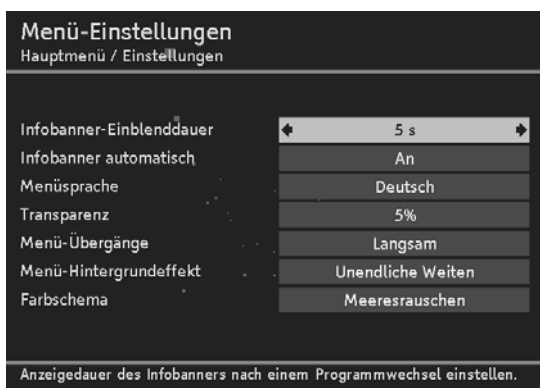 Menü-Einstellungen
Hauptmenü / Einstellungen
Infobanner-Einblenddauer 5 s
Infobanner automatisch An
Menüsprache Deutsch
Transparenz 5%
Menü-Übergänge Langsam
Menü-Hintergrundeffekt Unendliche Weiten
Farbschema Meeresrauschen
Anzeigedauer des Infobanners nach einem Programmwechsel einstellen.